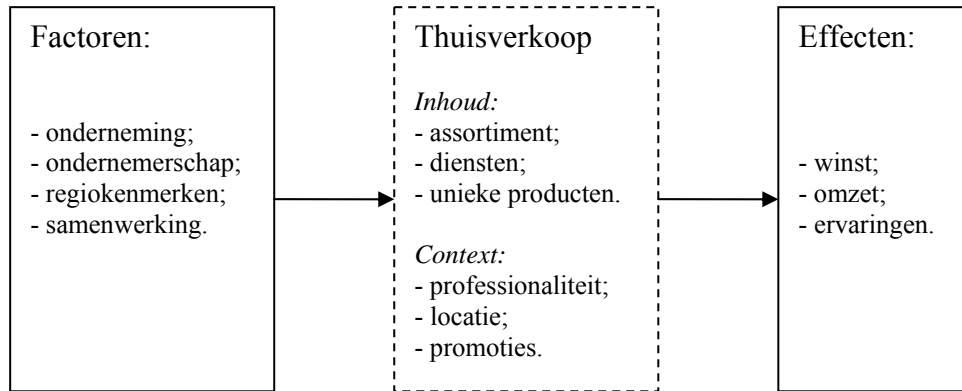 Factoren:
- onderneming;
- ondernemerschap;
- regiokenmerken;
- samenwerking.
Thuisverkoop
Inhoud:
- assortiment;
- diensten;
- unieke producten.
Context:
- professionaliteit;
- locatie;
- promoties.
Effecten:
- winst;
- omzet;
- ervaringen.